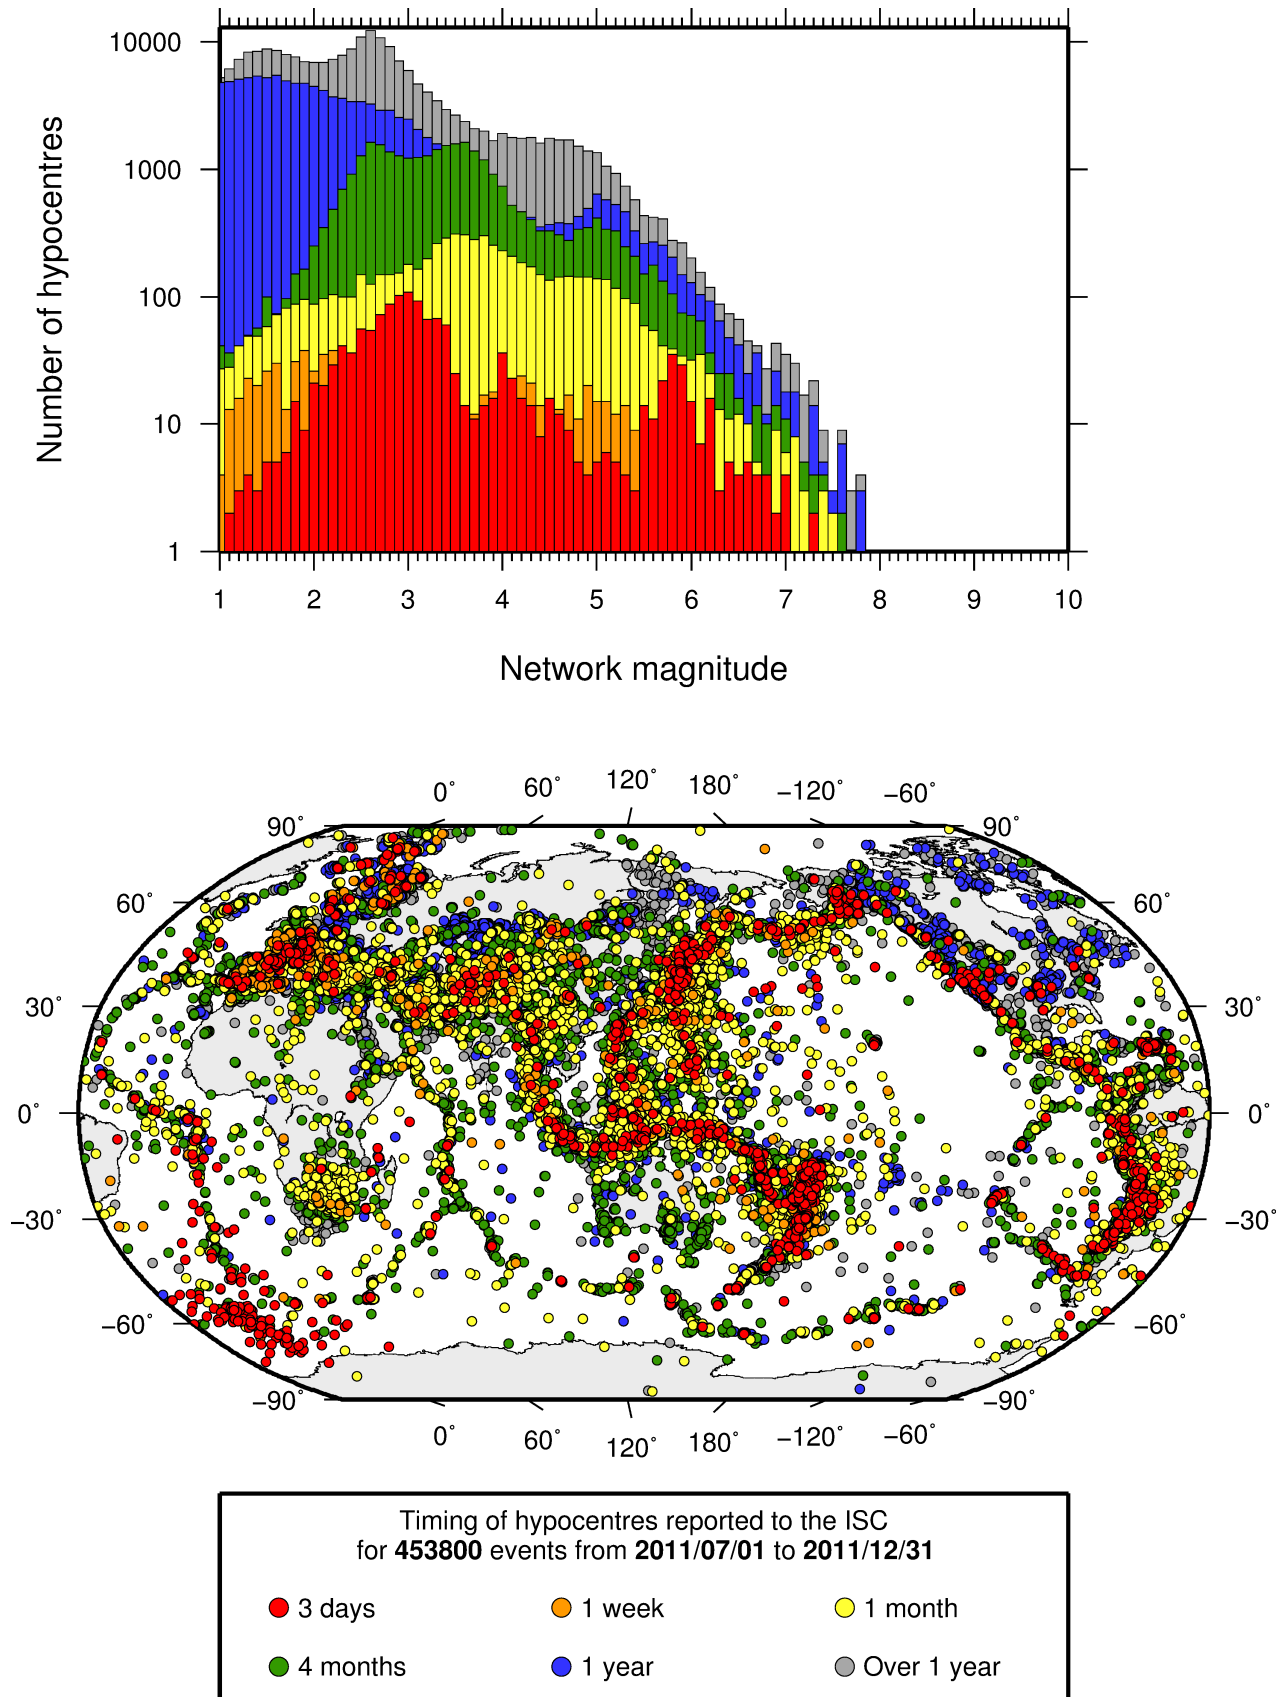 10000
1000
100
10
1
Number of hypocentres
1 2 3 4 5 6 7 8 9 10
Network magnitude
0° 60° 120° 180° −120° −60°
90° 90°
60° 60°
30° 30°
0° 0°
−30° −30°
−60° −60°
−90° −90°
0° 60° 120° 180° −120° −60°
Timing of hypocentres reported to the ISC
for 453800 events from 2011/07/01 to 2011/12/31
3 days 1 week 1 month
4 months 1 year Over 1 year